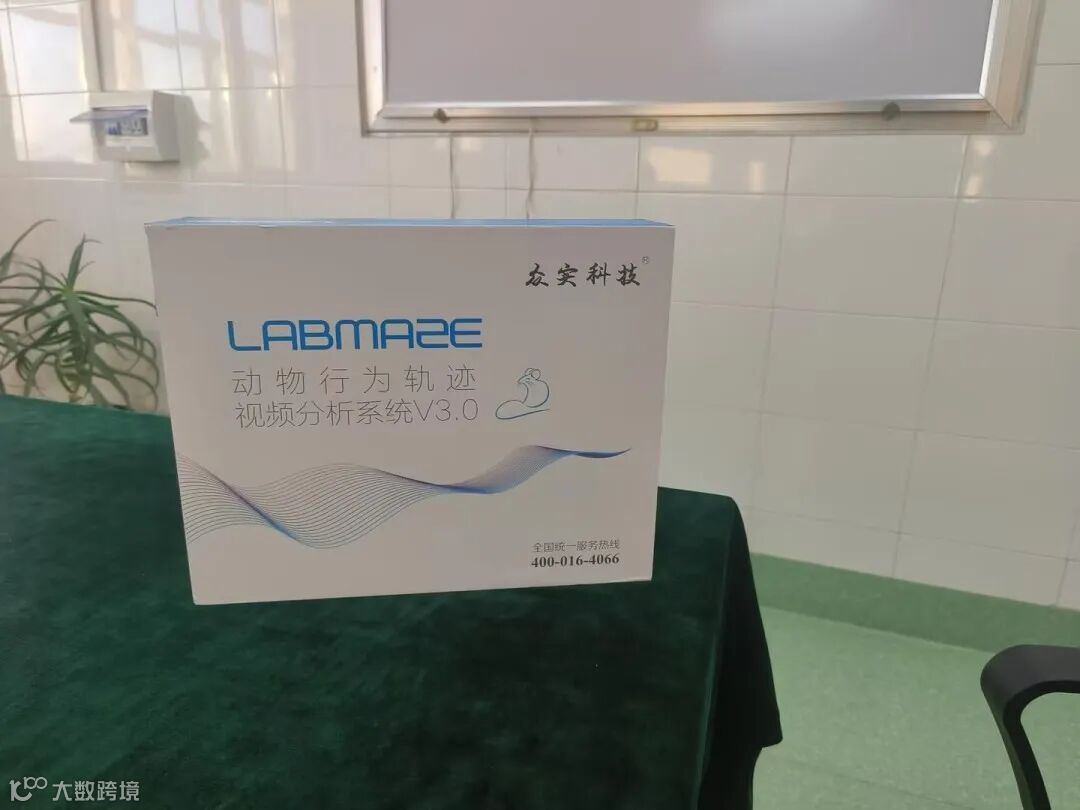 众实科技®
LABMAZE
动物行为轨迹
视频分析系统V3.0
全国统一服务热线
400-016-4066
大数跨境